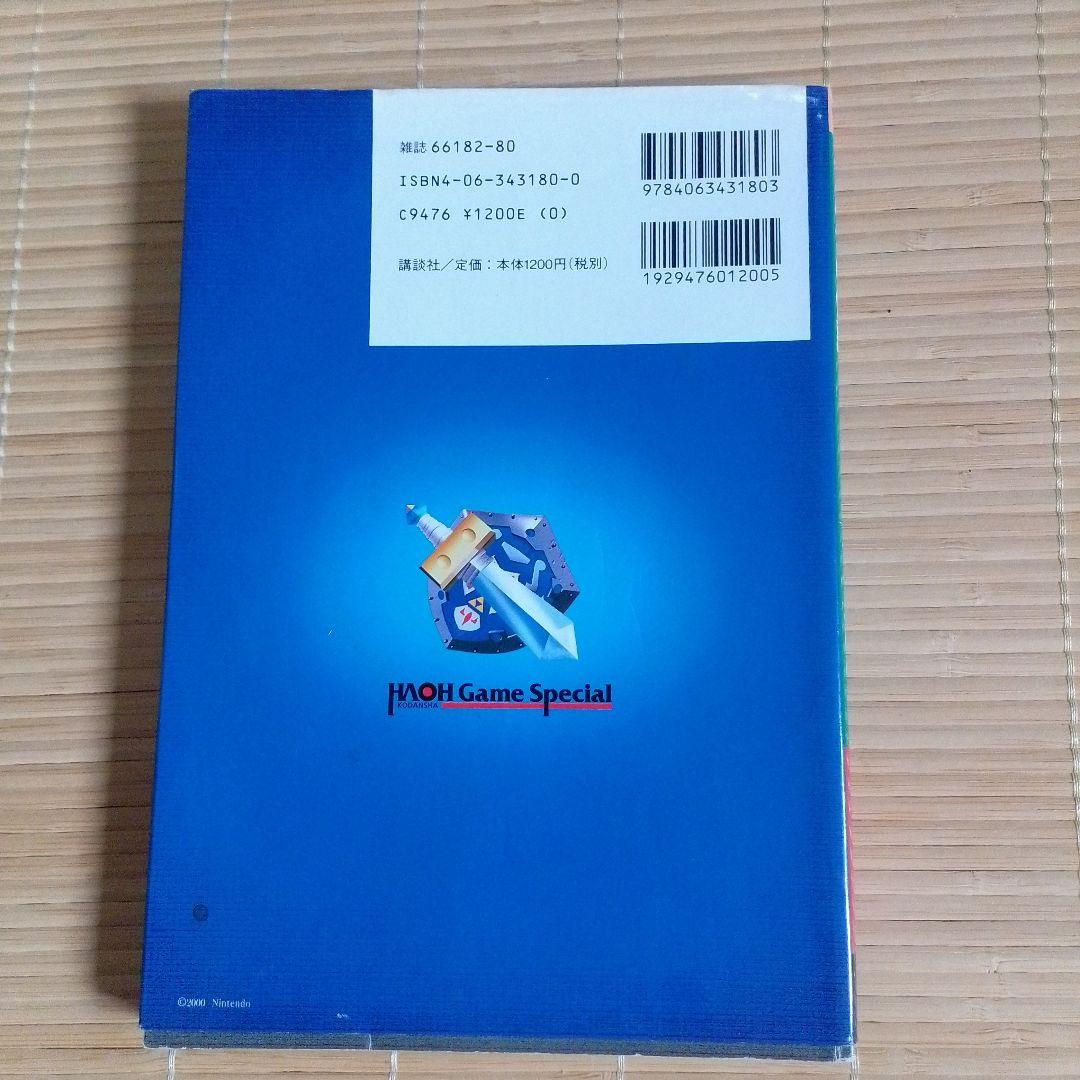 雑誌 66182-80
ISBN4-06-343180-0
C9476 ¥1200E (0)
講談社／定価：本体1200円(税別)
9784063431803
1929476012005
HAOH Game Special
KODANSHA
©2000 Nintendo